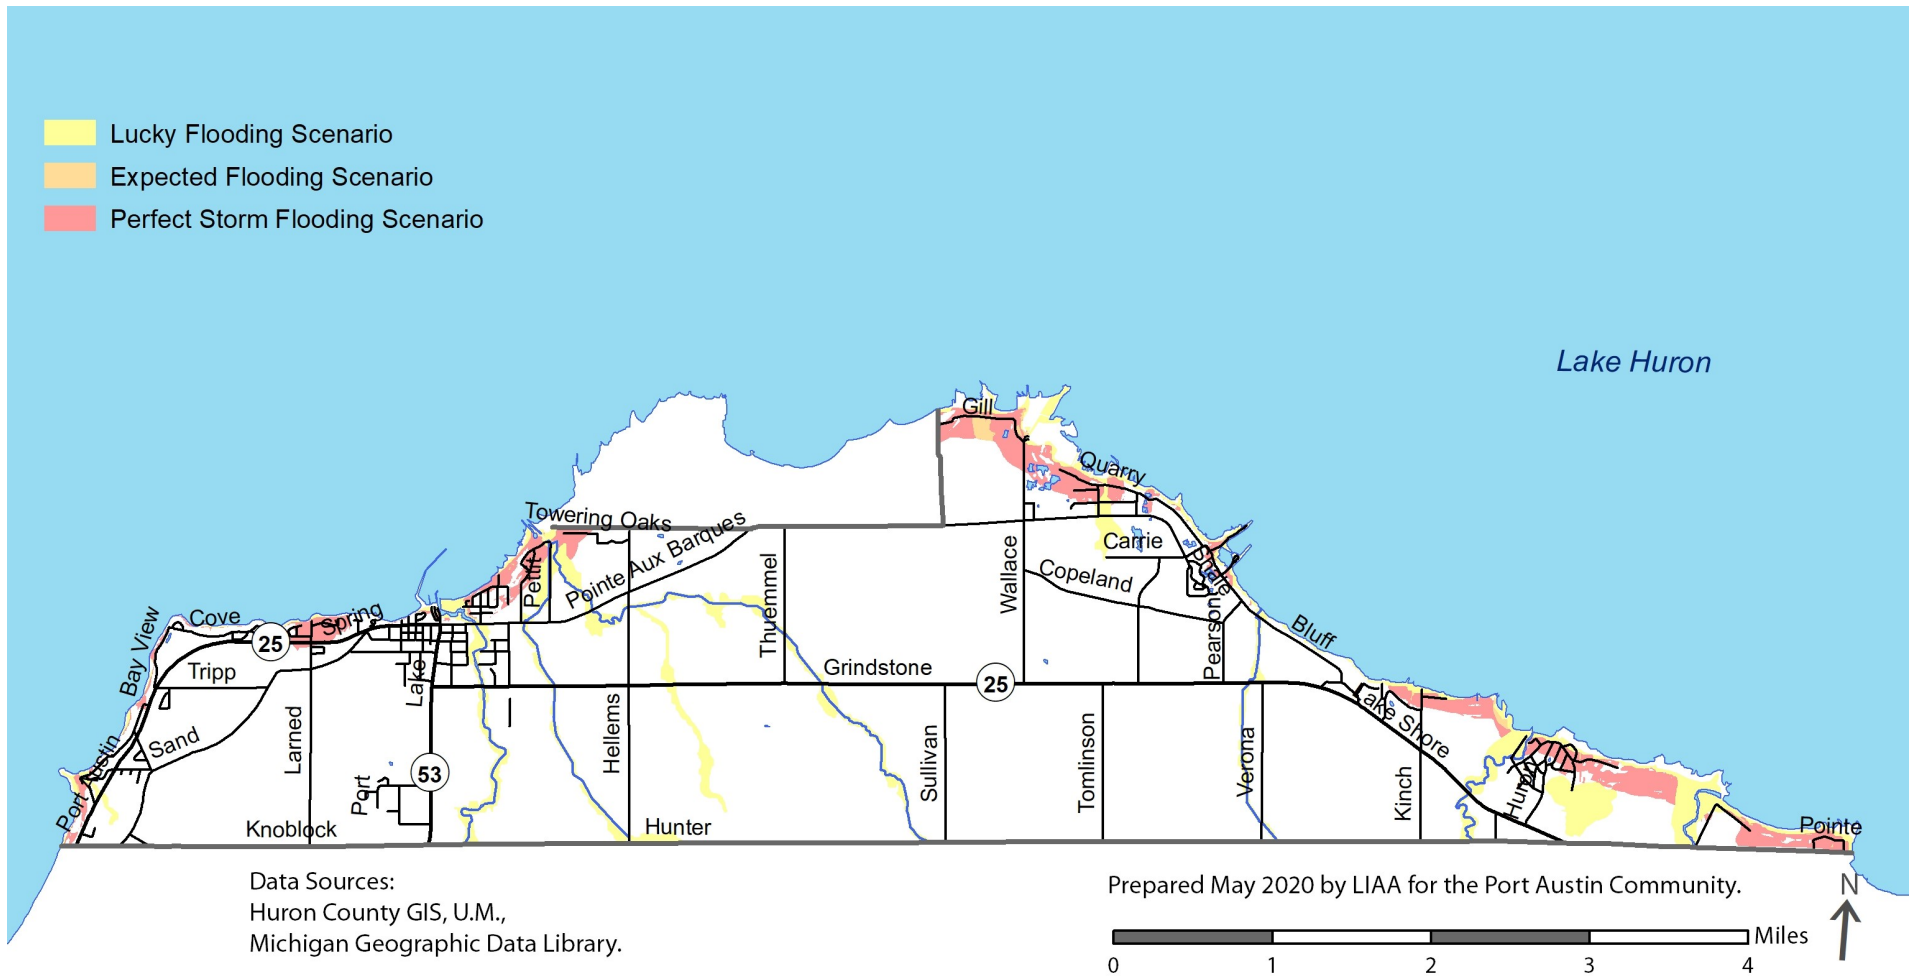 Lucky Flooding Scenario
Expected Flooding Scenario
Perfect Storm Flooding Scenario
Lake Huron
Gill
Quarry
Towering Oaks
Pointe Aux Barques
Carrie
Copeland
Wallace
Thuemmel
Pettit
Cove
Spring
Bay View
25
Tripp
Lake
Grindstone
25
Pearson
Bluff
Lake Shore
Port Austin
Sand
Larned
53
Port
Hellems
Sullivan
Tomlinson
Verona
Kinch
Huron
Knoblock
Hunter
Pointe
Data Sources:
Huron County GIS, U.M.,
Michigan Geographic Data Library.
Prepared May 2020 by LIAA for the Port Austin Community.
N
Miles
0 1 2 3 4